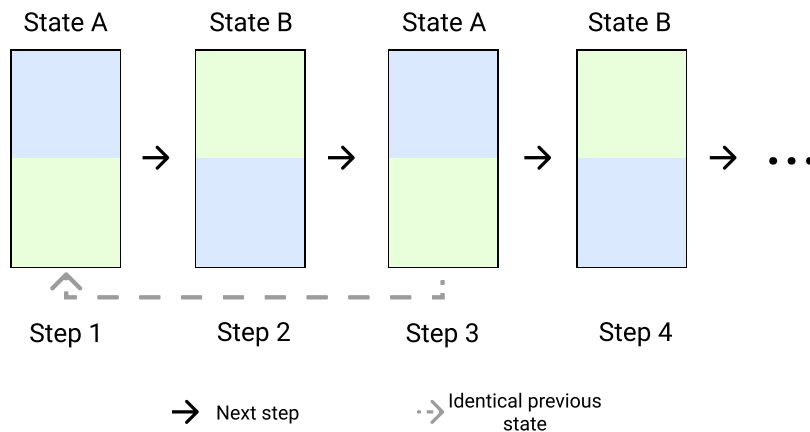 State A
State B
State A
State B
Step 1
Step 2
Step 3
Step 4
Next step
Identical previous
state